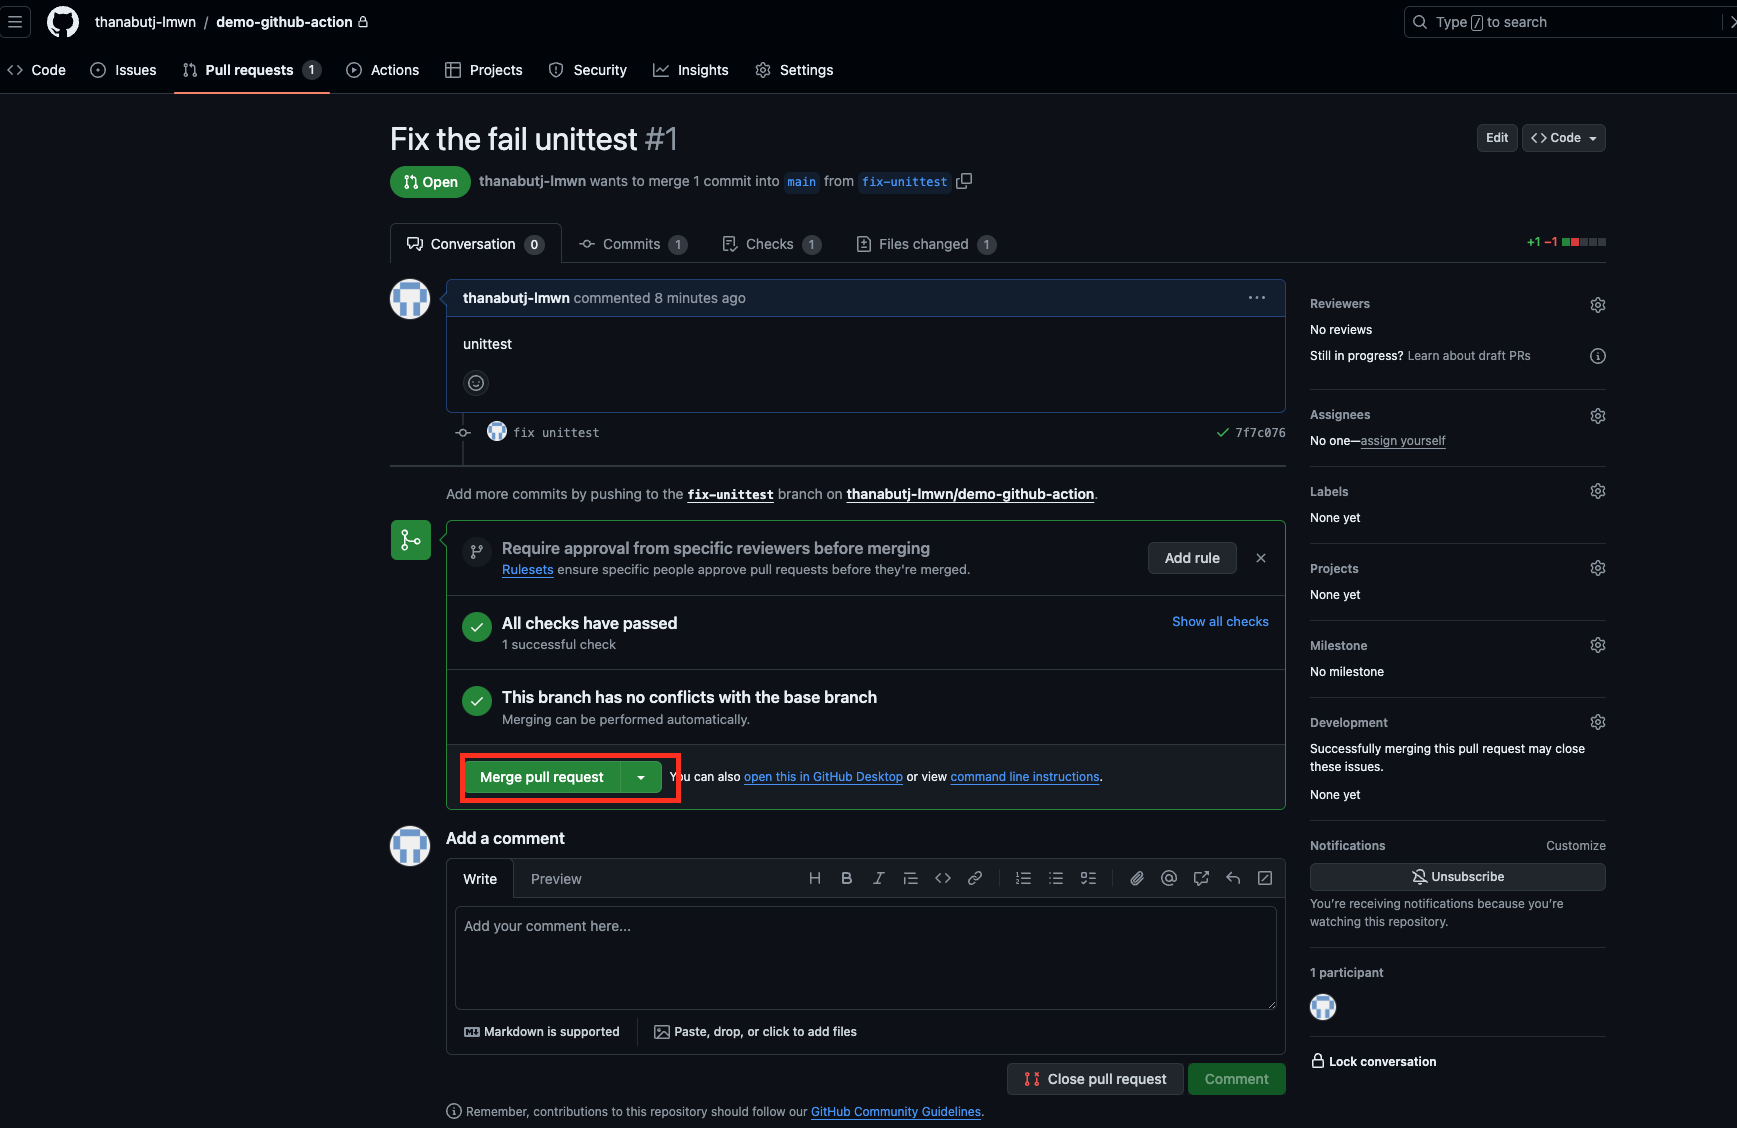 thanabutj-lmwn / demo-github-action
Type / to search
Code
Issues
Pull requests 1
Actions
Projects
Security
Insights
Settings
Fix the fail unittest #1
Edit
Code
Open
thanabutj-lmwn wants to merge 1 commit into main from fix-unittest
Conversation 0
Commits 1
Checks 1
Files changed 1
+1 −1
thanabutj-lmwn commented 8 minutes ago
unittest
fix unittest
7f7c076
Add more commits by pushing to the fix-unittest branch on thanabutj-lmwn/demo-github-action.
Require approval from specific reviewers before merging
Rulesets ensure specific people approve pull requests before they're merged.
Add rule
All checks have passed
1 successful check
Show all checks
This branch has no conflicts with the base branch
Merging can be performed automatically.
Merge pull request
You can also open this in GitHub Desktop or view command line instructions.
Add a comment
Write
Preview
Add your comment here...
Markdown is supported
Paste, drop, or click to add files
Close pull request
Comment
Remember, contributions to this repository should follow our GitHub Community Guidelines.
Reviewers
No reviews
Still in progress? Learn about draft PRs
Assignees
No one—assign yourself
Labels
None yet
Projects
None yet
Milestone
No milestone
Development
Successfully merging this pull request may close
these issues.
None yet
Notifications
Customize
Unsubscribe
You're receiving notifications because you're
watching this repository.
1 participant
Lock conversation